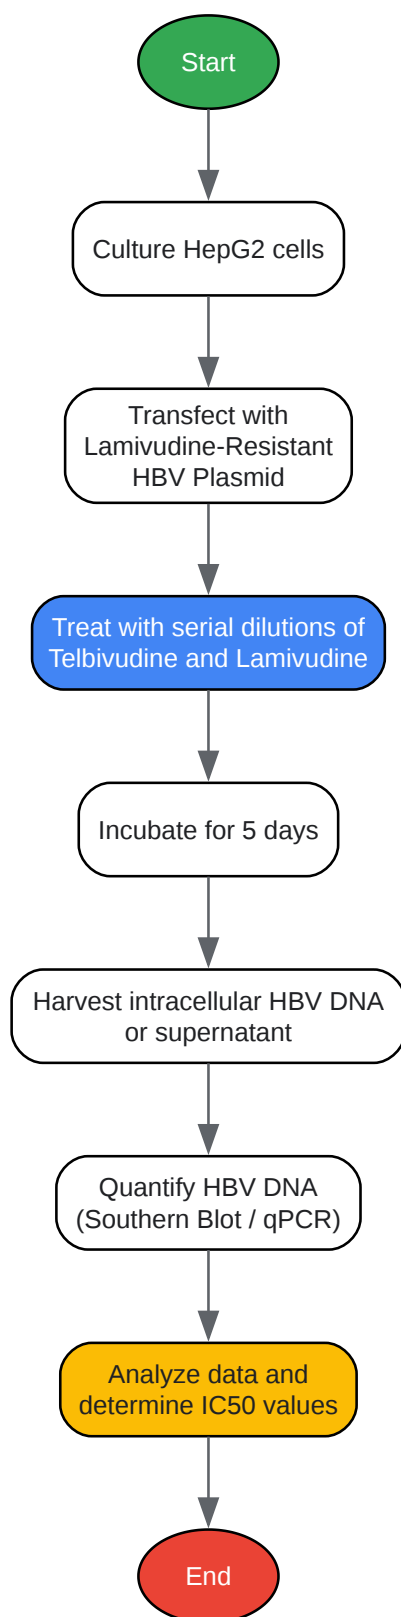 Start
Culture HepG2 cells
Transfect with
Lamivudine-Resistant
HBV Plasmid
Treat with serial dilutions of
Telbivudine and Lamivudine
Incubate for 5 days
Harvest intracellular HBV DNA
or supernatant
Quantify HBV DNA
(Southern Blot / qPCR)
Analyze data and
determine IC50 values
End